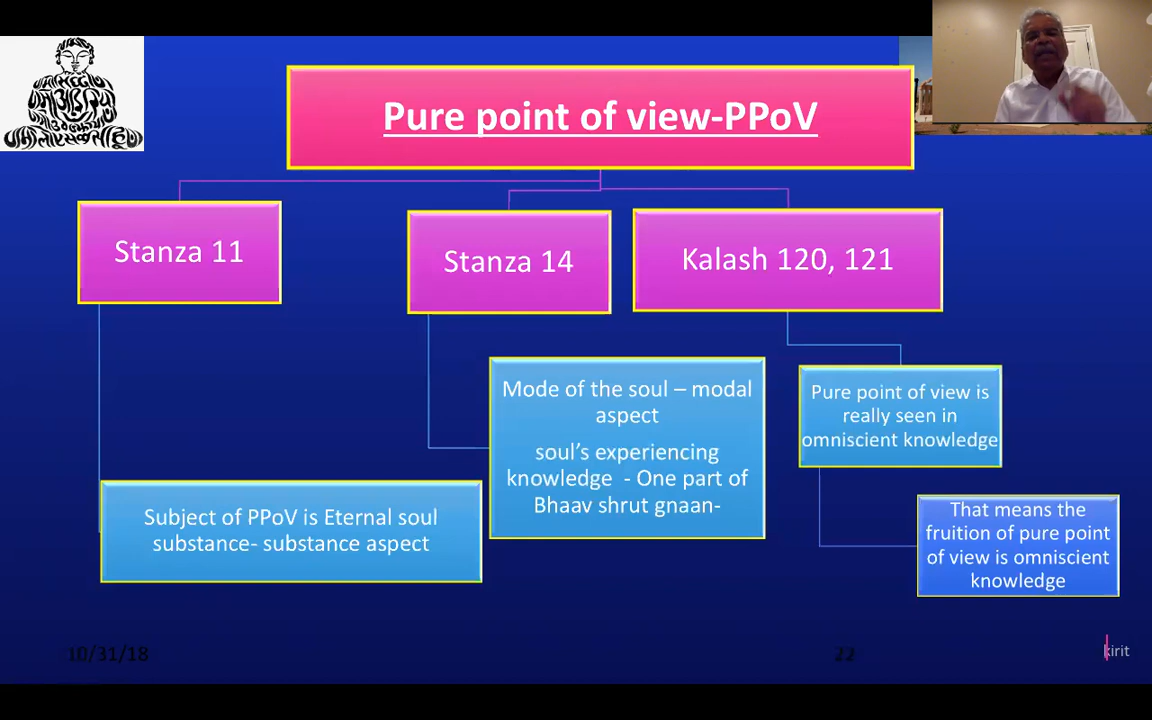 Pure point of view-PPoV
Stanza 11
Stanza 14
Kalash 120, 121
Mode of the soul – modal
aspect
soul's experiencing
knowledge - One part of
Bhaav shrut gnaan-
Pure point of view is
really seen in
omniscient knowledge
Subject of PPoV is Eternal soul
substance- substance aspect
That means the
fruition of pure point
of view is omniscient
knowledge
10/31/18
22
kirit